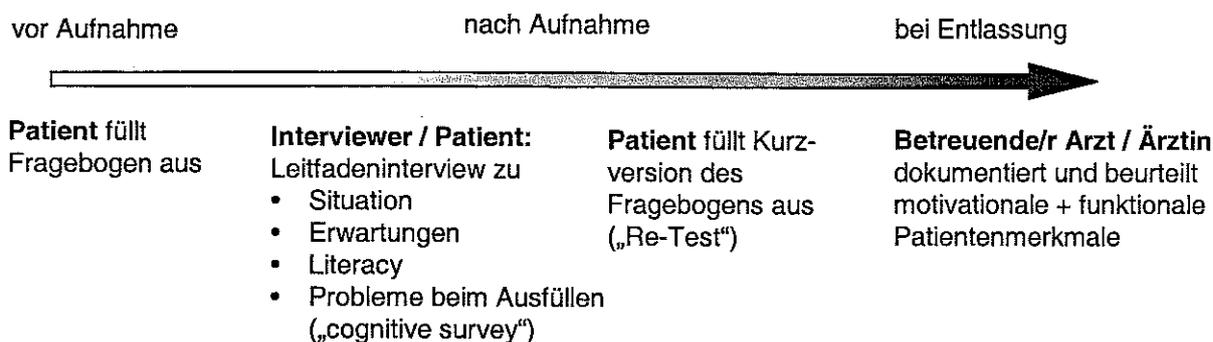 vor Aufnahme
nach Aufnahme
bei Entlassung
Patient füllt
Fragebogen aus
Interviewer / Patient:
Leitfadeninterview zu
• Situation
• Erwartungen
• Literacy
• Probleme beim Ausfüllen
(„cognitive survey“)
Patient füllt Kurz-
version des
Fragebogens aus
(„Re-Test“)
Betreuende/r Arzt / Ärztin
dokumentiert und beurteilt
motivationale + funktionale
Patientenmerkmale